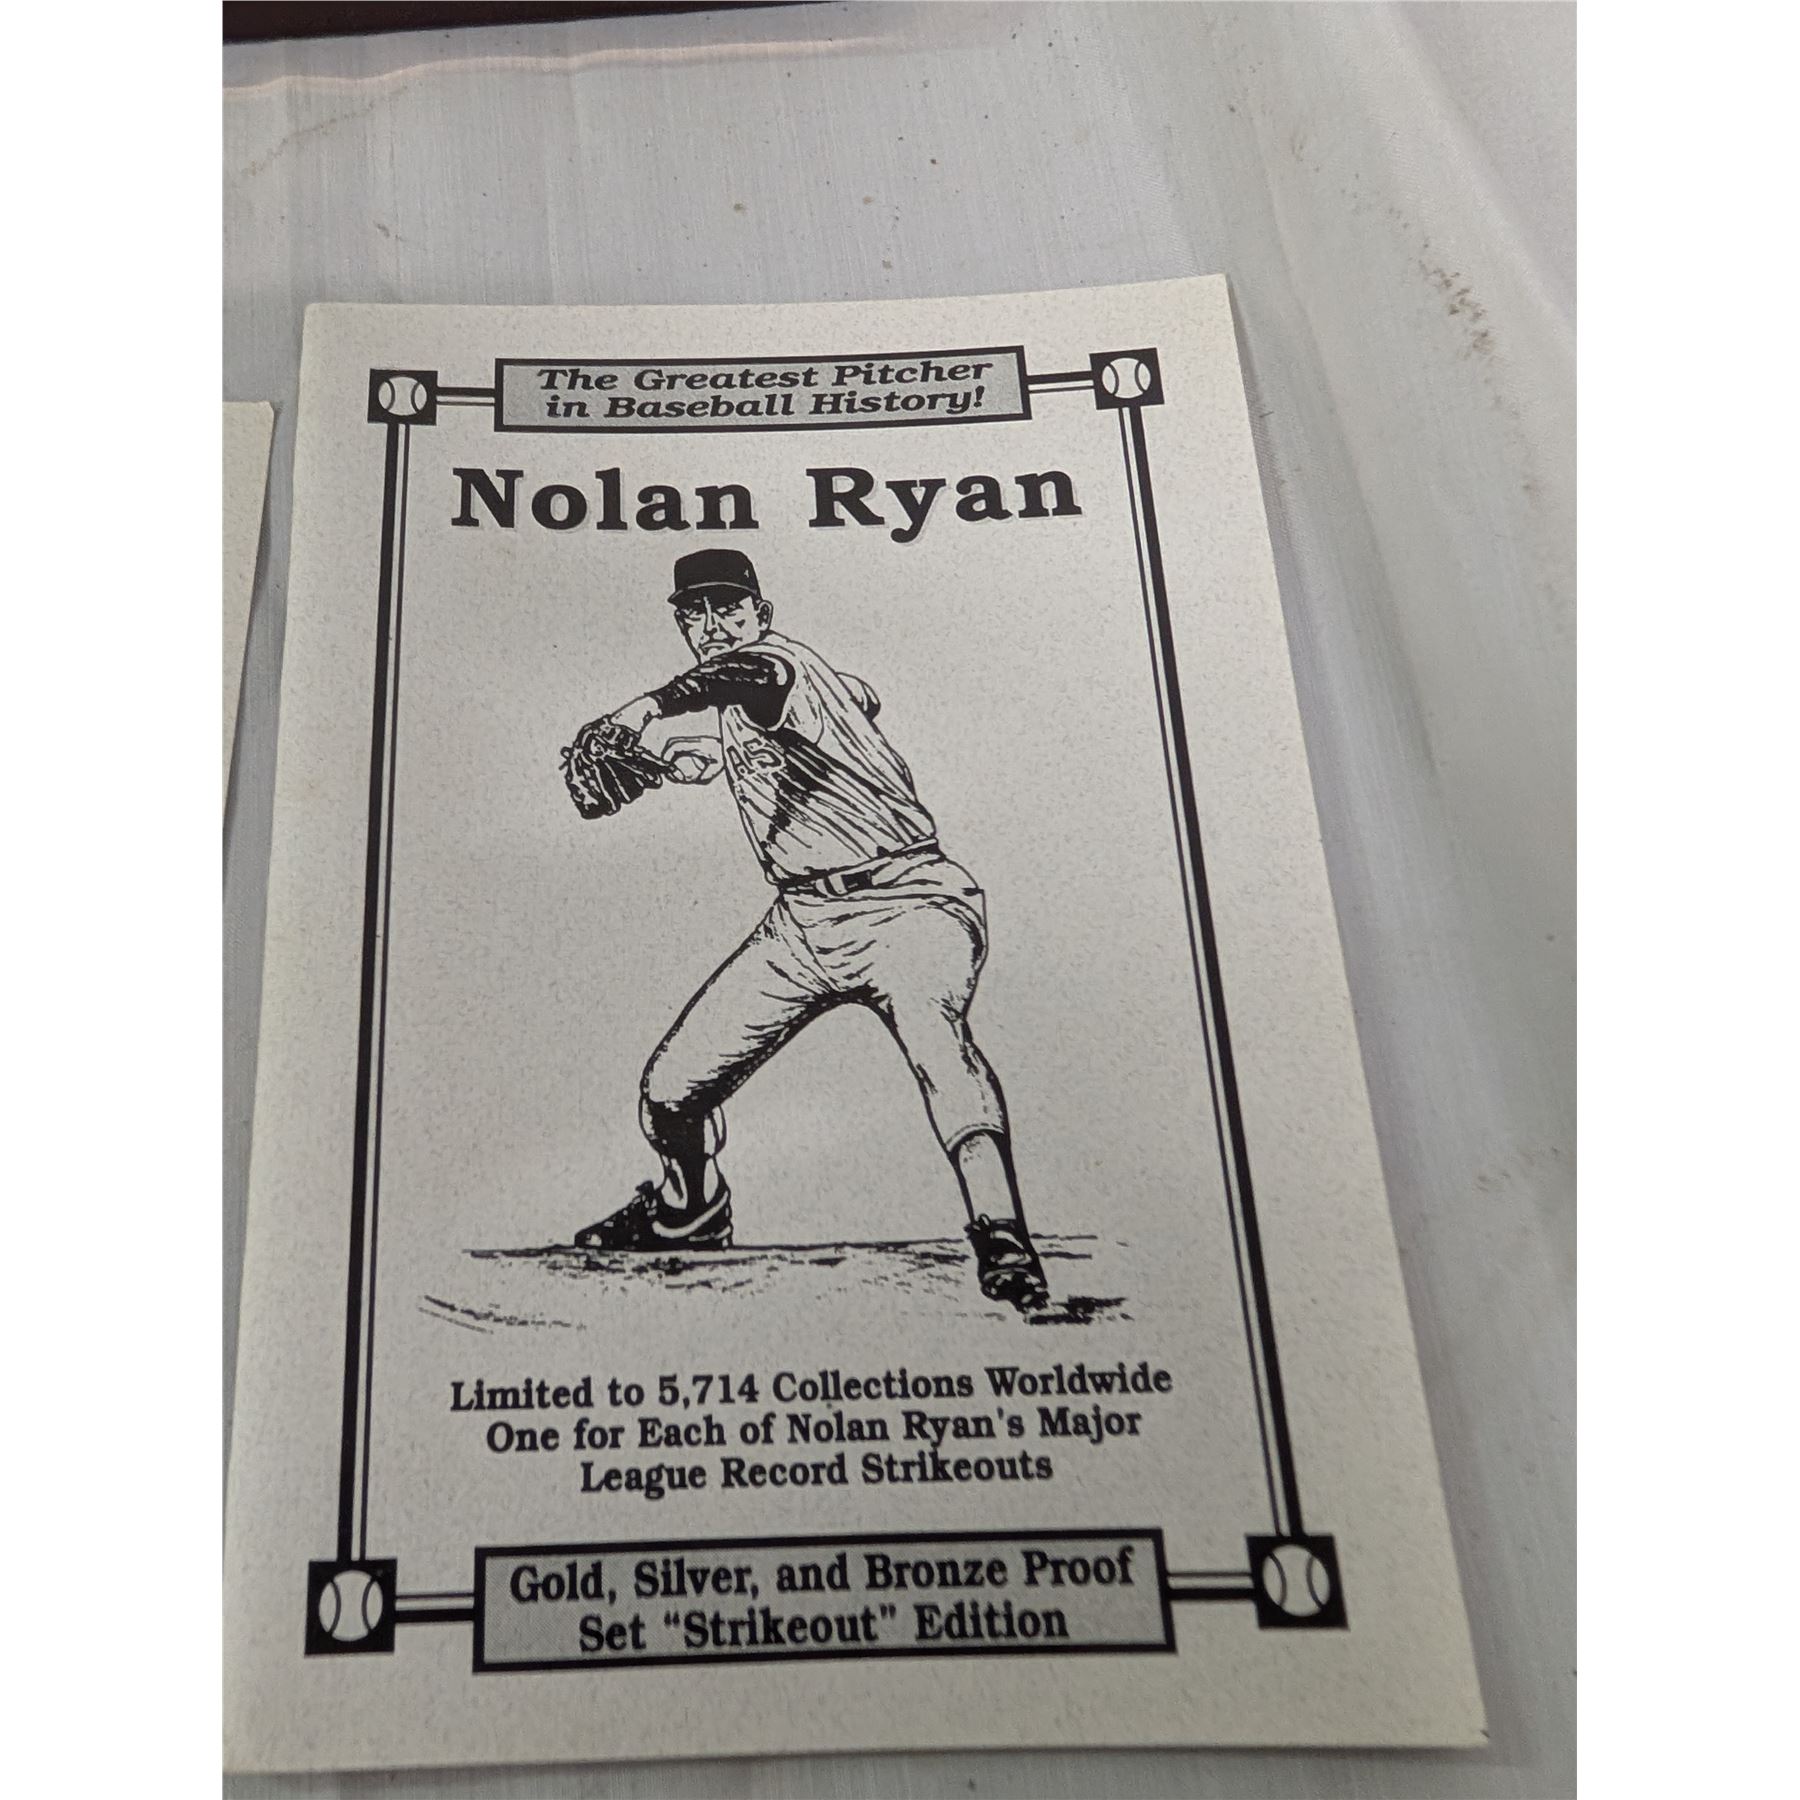 The Greatest Pitcher
in Baseball History!
Nolan Ryan
Limited to 5,714 Collections Worldwide
One for Each of Nolan Ryan's Major
League Record Strikeouts
Gold, Silver, and Bronze Proof
Set "Strikeout" Edition